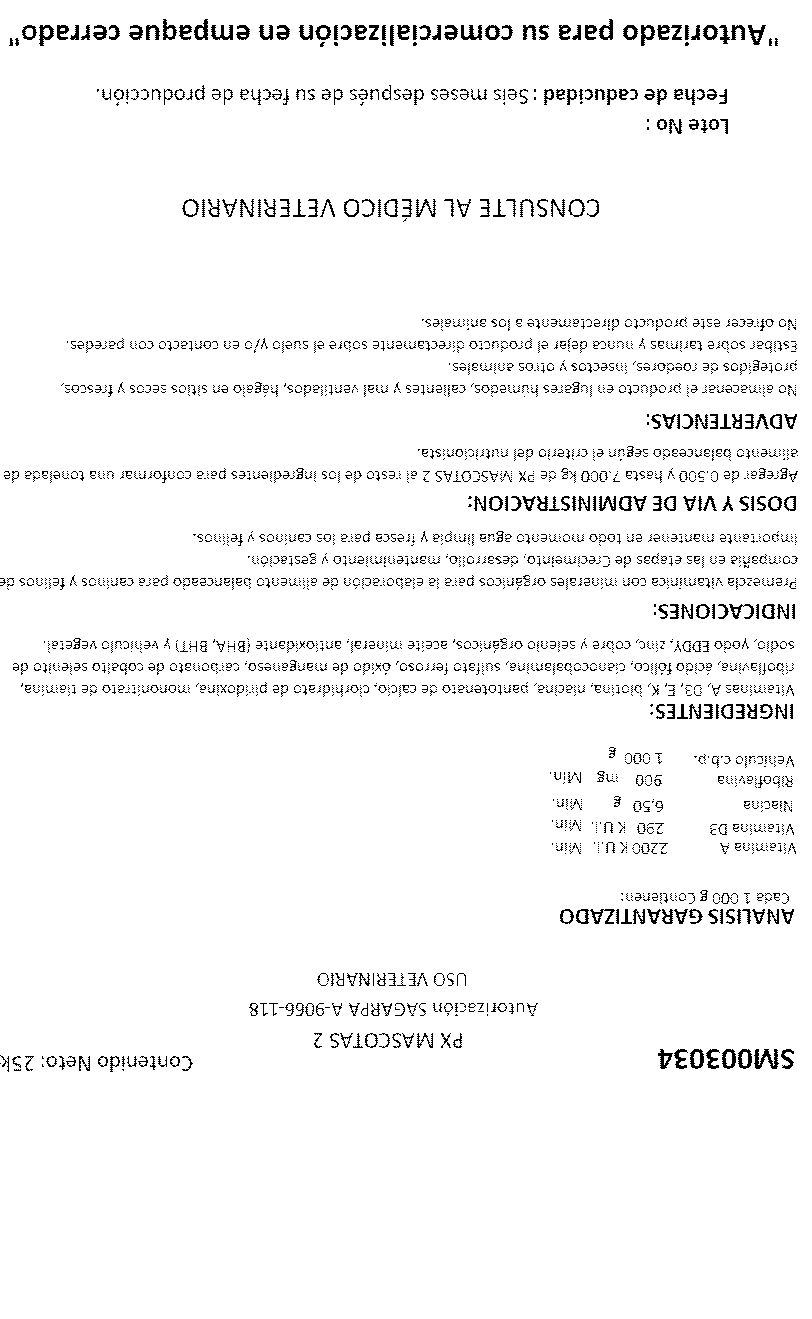 SM003034
Contenido Neto: 25k
PX MASCOTAS 2
Autorización SAGARPA A-9066-118
USO VETERINARIO
ANALISIS GARANTIZADO
Cada 1 000 g Contienen:
Vitamina A 2200 K U.I. Min.
Vitamina D3 290 K U.I. Min.
Niacina 6,50 g Min.
Riboflavina 900 mg Min.
Vehículo c.b.p. 1 000 g
INGREDIENTES:
Vitaminas A, D3, E, K, biotina, niacina, pantotenato de calcio, clorhidrato de piridoxina, mononitrato de tiamina,
riboflavina, ácido fólico, cianocobalamina, sulfato ferroso, óxido de manganeso, carbonato de cobalto selenito de
sodio, yodo EDDY, zinc, cobre y selenio orgánicos, aceite mineral, antioxidante (BHA, BHT) y vehículo vegetal.
INDICACIONES:
Premezcla vitamínica con minerales orgánicos para la elaboración de alimento balanceado para caninos y felinos de
compañía en las etapas de Crecimeinto, desarrollo, mantenimiento y gestación.
Importante mantener en todo momento agua limpia y fresca para los caninos y felinos.
DOSIS Y VIA DE ADMINISTRACION:
Agregar de 0.500 y hasta 7.000 kg de PX MASCOTAS 2 al resto de los ingredientes para conformar una tonelada de
alimento balanceado según el criterio del nutricionista.
ADVERTENCIAS:
No almacenar el producto en lugares húmedos, calientes y mal ventilados, hágalo en sitios secos y frescos,
protegidos de roedores, insectos y otros animales.
Estibar sobre tarimas y nunca dejar el producto directamente sobre el suelo y/o en contacto con paredes.
No ofrecer este producto directamente a los animales.
CONSULTE AL MÉDICO VETERINARIO
Lote No :
Fecha de caducidad : Seis meses después de su fecha de producción.
"Autorizado para su comercialización en empaque cerrado"